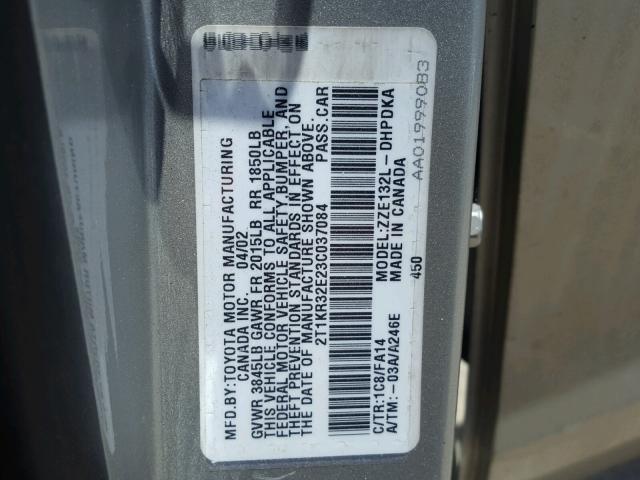 MFD.BY:TOYOTA MOTOR MANUFACTURING
CANADA INC. 04/02
GVWR 3845LB GAWR FR 2015LB RR 1850LB
THIS VEHICLE CONFORMS TO ALL APPLICABLE
FEDERAL MOTOR VEHICLE SAFETY,BUMPER, AND
THEFT PREVENTION STANDARDS IN EFFECT ON
THE DATE OF MANUFACTURE SHOWN ABOVE.
2T1KR32E23C037084 PASS.CAR
C/TR:1C8/FA14 MODEL:ZZE132L-DHPDKA
A/TM:-03A/A246E MADE IN CANADA
450 AA01999083